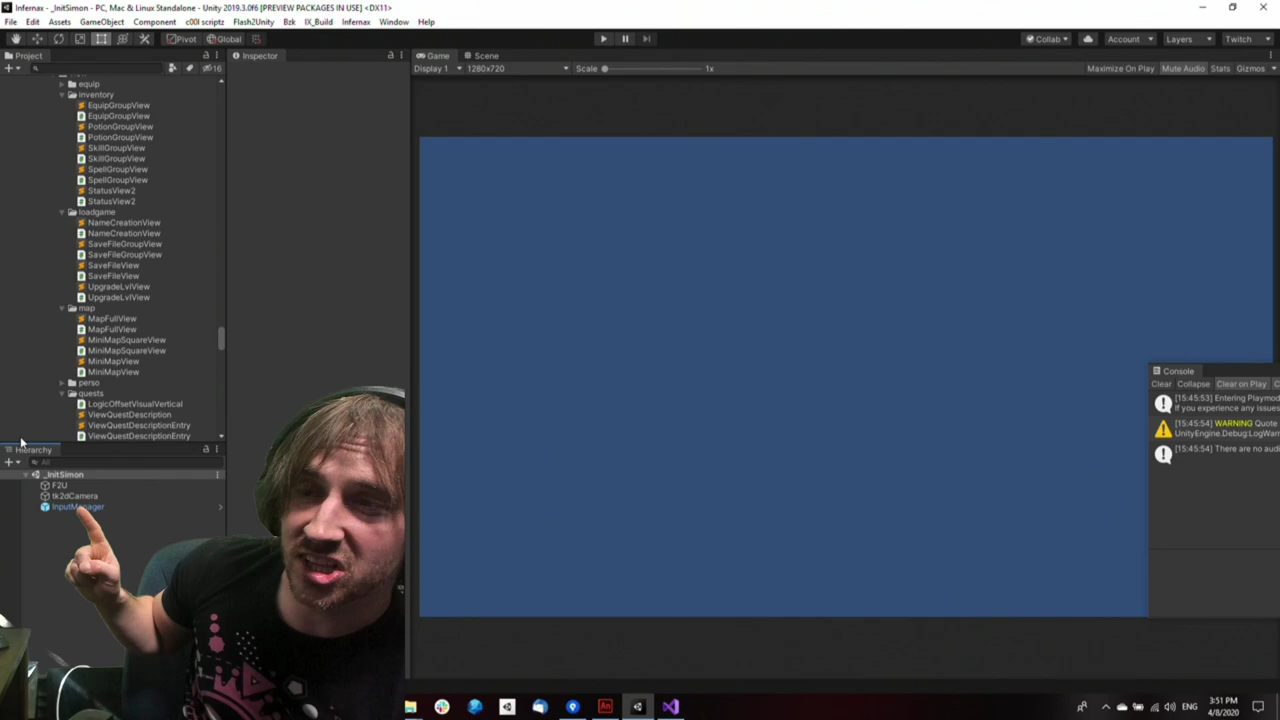 Infernax - _InitSimon - PC, Mac & Linux Standalone - Unity 2019.3.0f6 [PREVIEW PACKAGES IN USE] <DX11>
File Edit Assets GameObject Component c00l scriptz Flash2Unity Bzk IX_Build Infernax Window Help
Pivot Global Collab Account Layers Twitch
Project
16
equip
inventory
EquipGroupView
EquipGroupView
PotionGroupView
PotionGroupView
SkillGroupView
SkillGroupView
SpellGroupView
SpellGroupView
StatusView2
StatusView2
loadgame
NameCreationView
NameCreationView
SaveFileGroupView
SaveFileGroupView
SaveFileView
SaveFileView
UpgradeLvlView
UpgradeLvlView
map
MapFullView
MapFullView
MiniMapSquareView
MiniMapSquareView
MiniMapView
MiniMapView
perso
quests
LogicOffsetVisualVertical
ViewQuestDescription
ViewQuestDescriptionEntry
ViewQuestDescriptionEntry
Hierarchy
All
_InitSimon
F2U
tk2dCamera
InputManager
Inspector
Game Scene
Display 1 1280x720 Scale 1x Maximize On Play Mute Audio Stats Gizmos
Console
Clear Collapse Clear on Play
[15:45:53] Entering Playmod
If you experience any issues
[15:45:54] WARNING Quote
UnityEngine.Debug:LogWar
[15:45:54] There are no aud
An
ENG
3:51 PM
4/8/2020